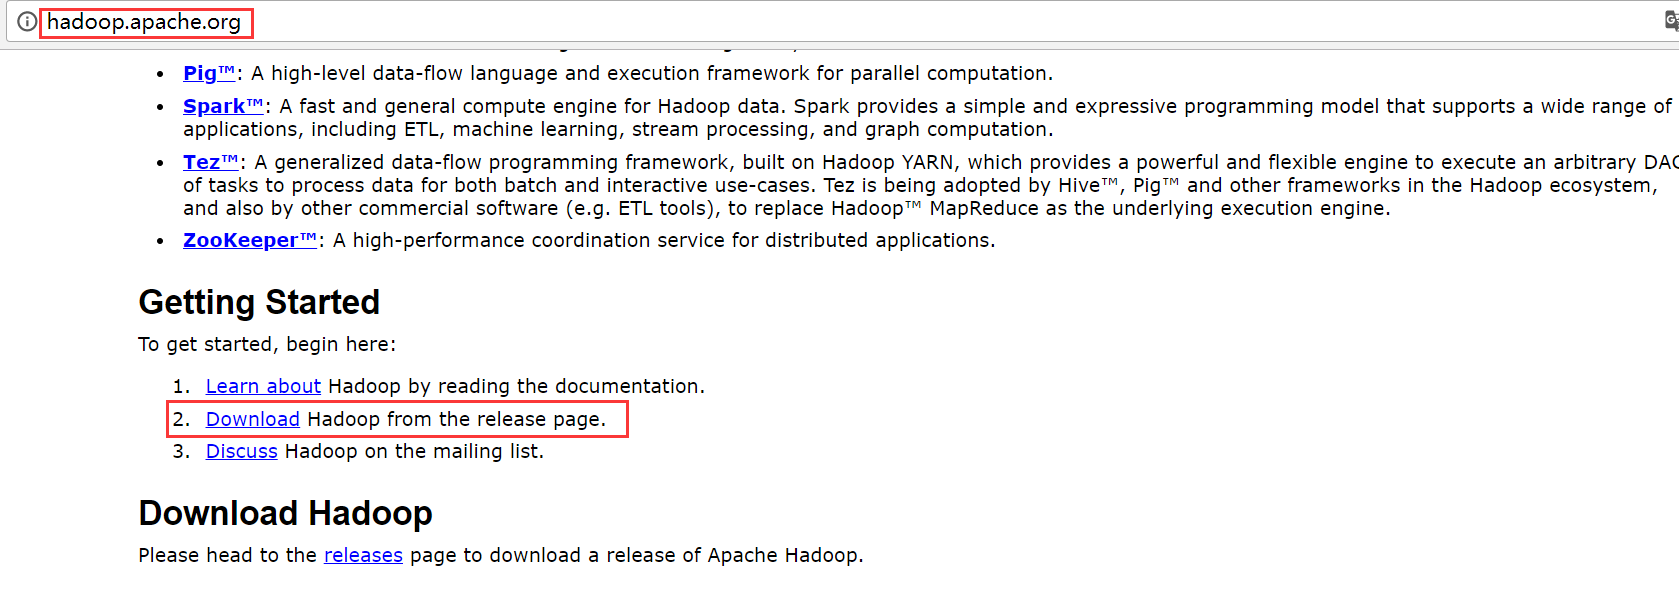 hadoop.apache.org
• Pig™: A high-level data-flow language and execution framework for parallel computation.
• Spark™: A fast and general compute engine for Hadoop data. Spark provides a simple and expressive programming model that supports a wide range of
applications, including ETL, machine learning, stream processing, and graph computation.
• Tez™: A generalized data-flow programming framework, built on Hadoop YARN, which provides a powerful and flexible engine to execute an arbitrary DAG
of tasks to process data for both batch and interactive use-cases. Tez is being adopted by Hive™, Pig™ and other frameworks in the Hadoop ecosystem,
and also by other commercial software (e.g. ETL tools), to replace Hadoop™ MapReduce as the underlying execution engine.
• ZooKeeper™: A high-performance coordination service for distributed applications.
Getting Started
To get started, begin here:
1. Learn about Hadoop by reading the documentation.
2. Download Hadoop from the release page.
3. Discuss Hadoop on the mailing list.
Download Hadoop
Please head to the releases page to download a release of Apache Hadoop.